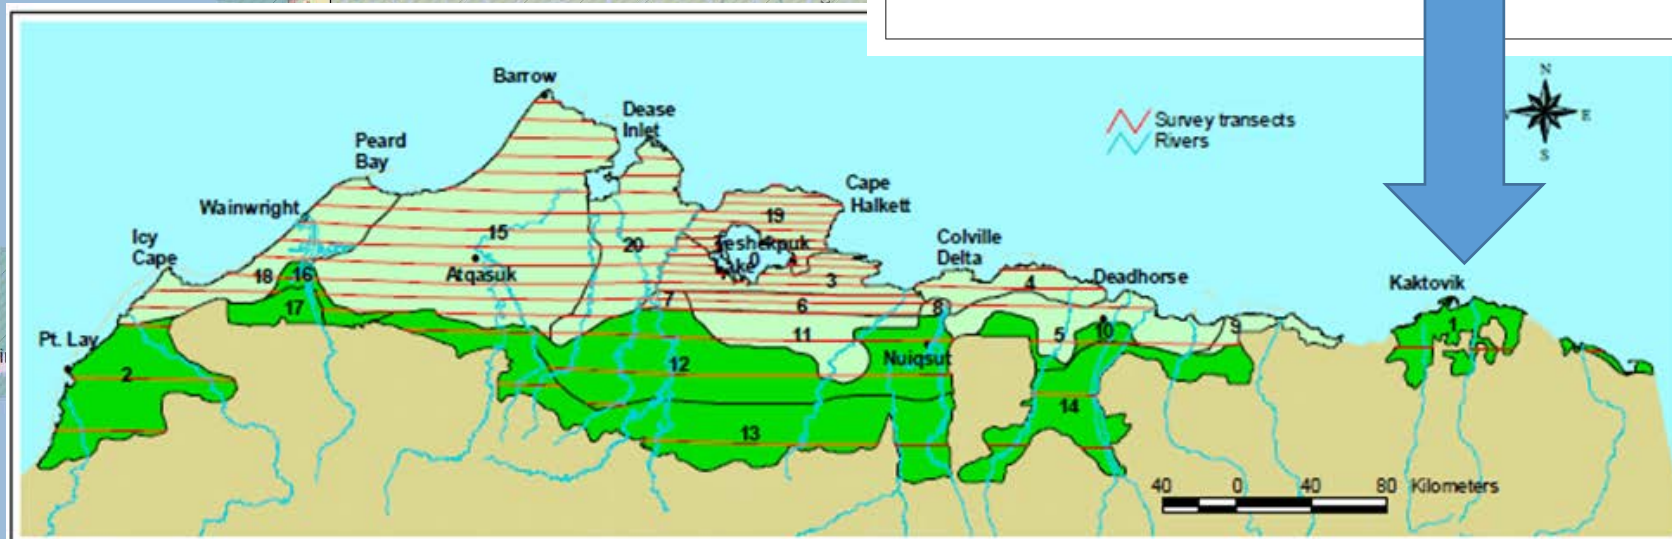 Barrow
Dease
Inlet
Peard
Bay
Survey transects
Rivers
N
E
S
Wainwright
Cape
Halkett
19
Icy
Cape
15
20
Teshekpuk
Lake
0
Colville
Delta
Atqasuk
18
16
3
4
Deadhorse
Kaktovik
17
7
6
8
11
5
10
9
1
Pt. Lay
2
12
Nuiqsut
14
13
40 0 40 80 Kilometers